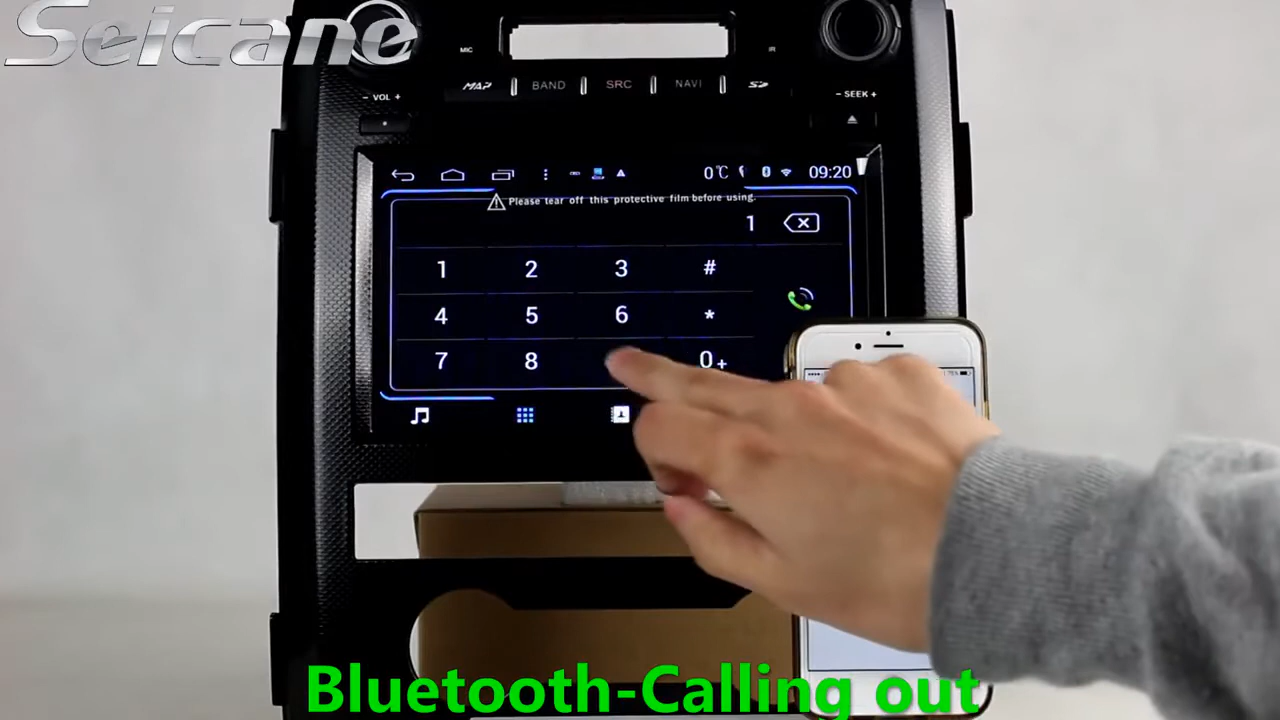 Seicane
MIC
IR
MAP BAND SRC NAVI SD
− VOL +
− SEEK +
0℃ 09:20
Please tear off this protective film before using.
1
1 2 3 #
4 5 6 *
7 8 0+
Bluetooth-Calling out